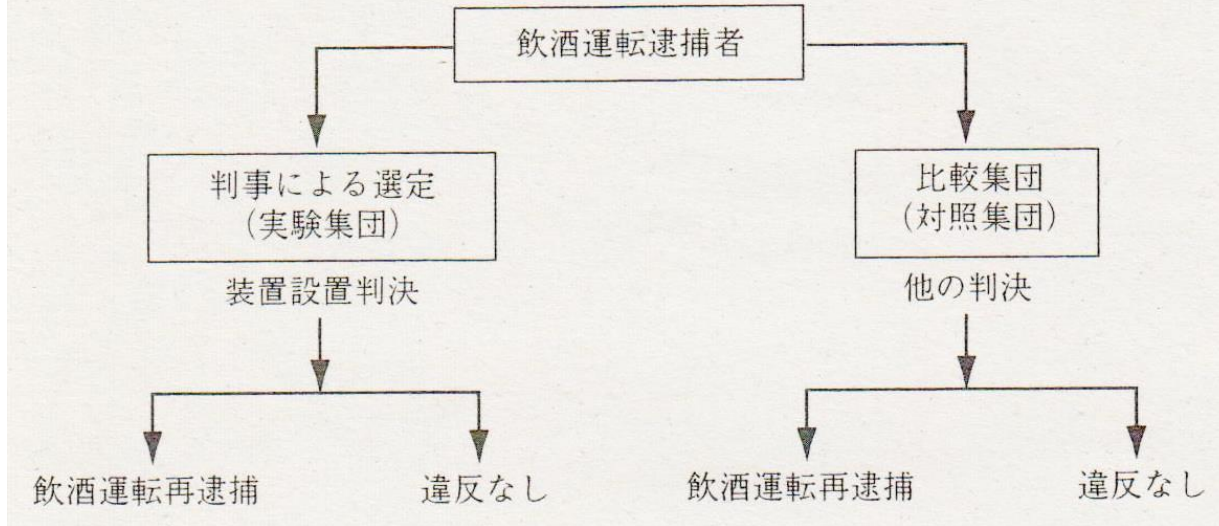 飲酒運転逮捕者
判事による選定
（実験集団）
比較集団
（対照集団）
装置設置判決
他の判決
飲酒運転再逮捕
違反なし
飲酒運転再逮捕
違反なし